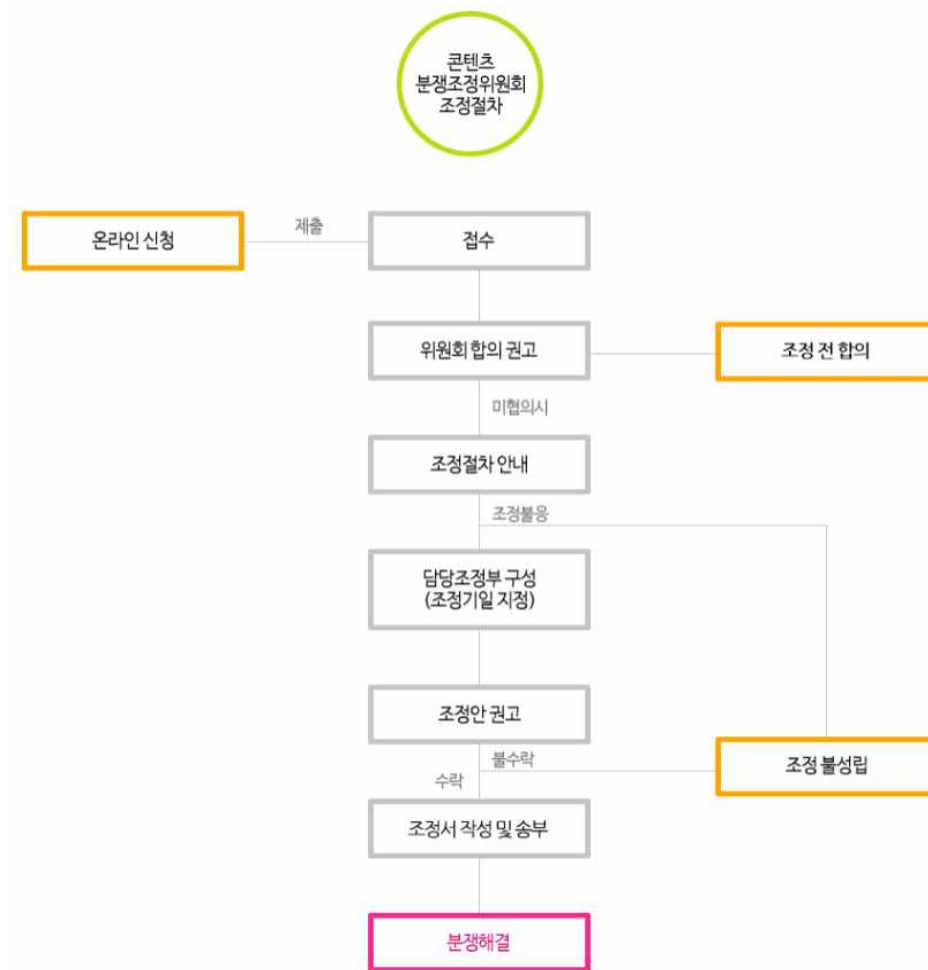 콘텐츠
분쟁조정위원회
조정절차
온라인 신청
제출
접수
위원회 합의 권고
조정 전 합의
미협의시
조정절차 안내
조정불응
담당조정부 구성
(조정기일 지정)
조정안 권고
불수락
조정 불성립
수락
조정서 작성 및 송부
분쟁해결